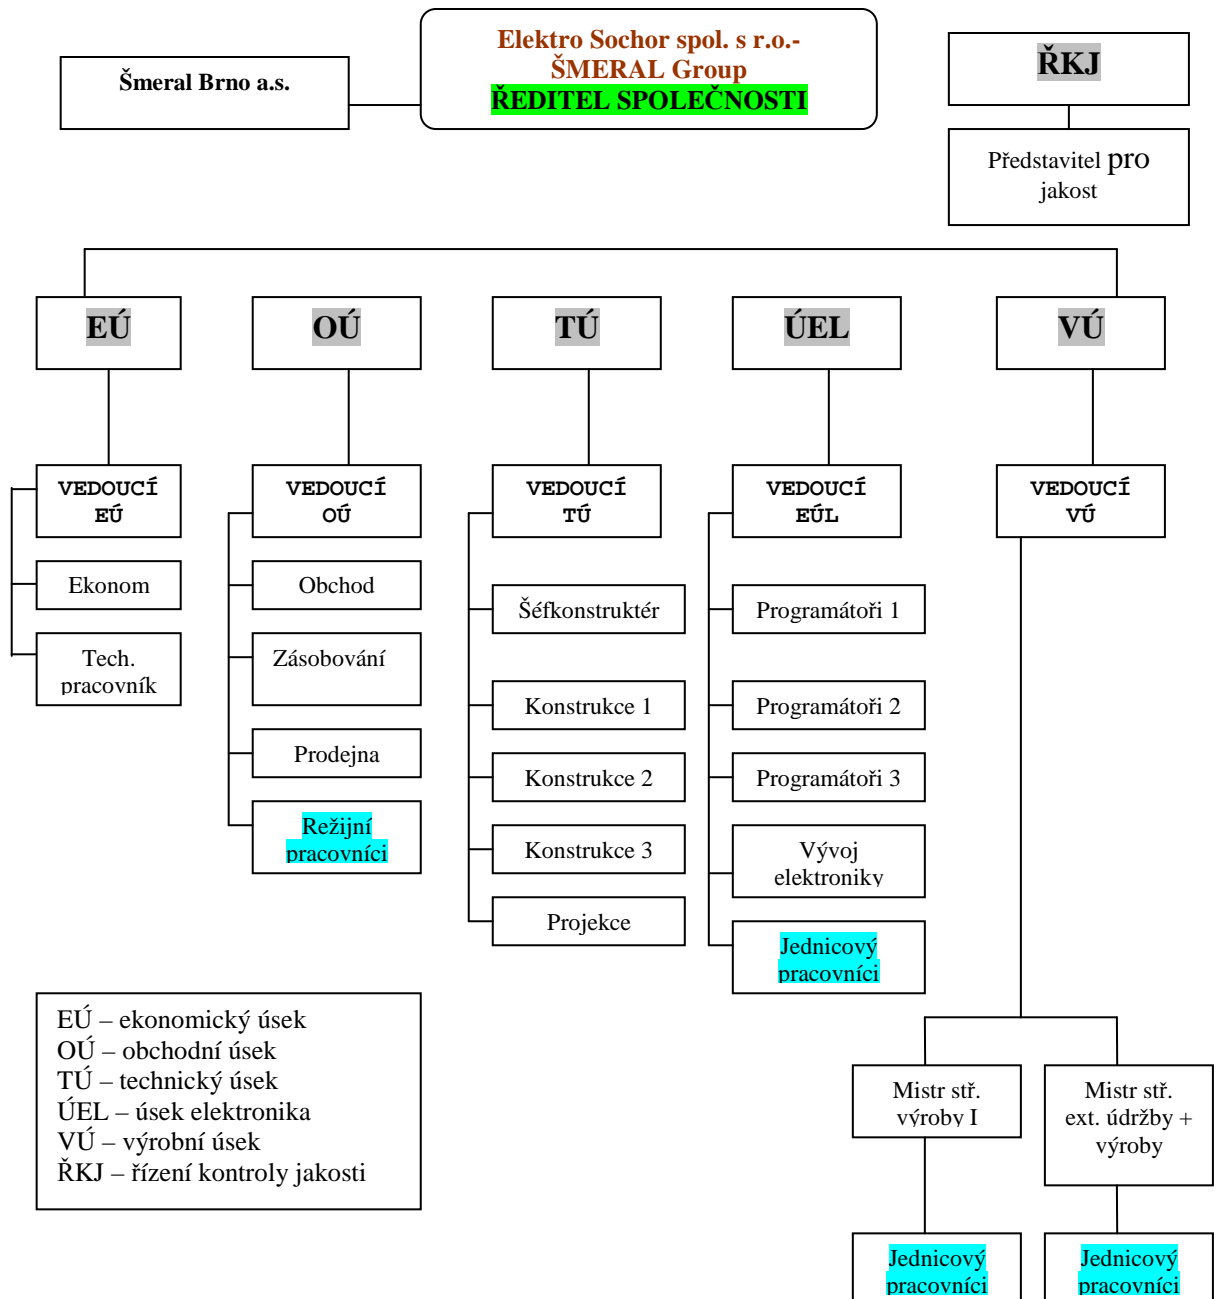 Šmeral Brno a.s.
Elektro Sochor spol. s r.o.-
ŠMERAL Group
ŘEDITEL SPOLEČNOSTI
ŘKJ
Představitel pro
jakost
EÚ
OÚ
TÚ
ÚEL
VÚ
VEDOUCÍ
EÚ
VEDOUCÍ
OÚ
VEDOUCÍ
TÚ
VEDOUCÍ
EÚL
VEDOUCÍ
VÚ
Ekonom
Tech.
pracovník
Obchod
Zásobování
Prodejna
Režijní
pracovníci
Šéfkonstruktér
Konstrukce 1
Konstrukce 2
Konstrukce 3
Projekce
Programátoři 1
Programátoři 2
Programátoři 3
Vývoj
elektroniky
Jednicový
pracovníci
Mistr stř.
výroby I
Mistr stř.
ext. údržby +
výroby
Jednicový
pracovníci
Jednicový
pracovníci
EÚ – ekonomický úsek
OÚ – obchodní úsek
TÚ – technický úsek
ÚEL – úsek elektronika
VÚ – výrobní úsek
ŘKJ – řízení kontroly jakosti